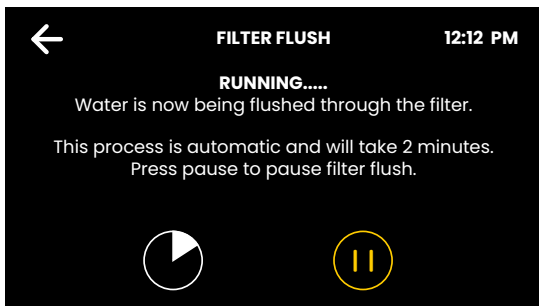 FILTER FLUSH
12:12 PM
RUNNING.....
Water is now being flushed through the filter.
This process is automatic and will take 2 minutes.
Press pause to pause filter flush.